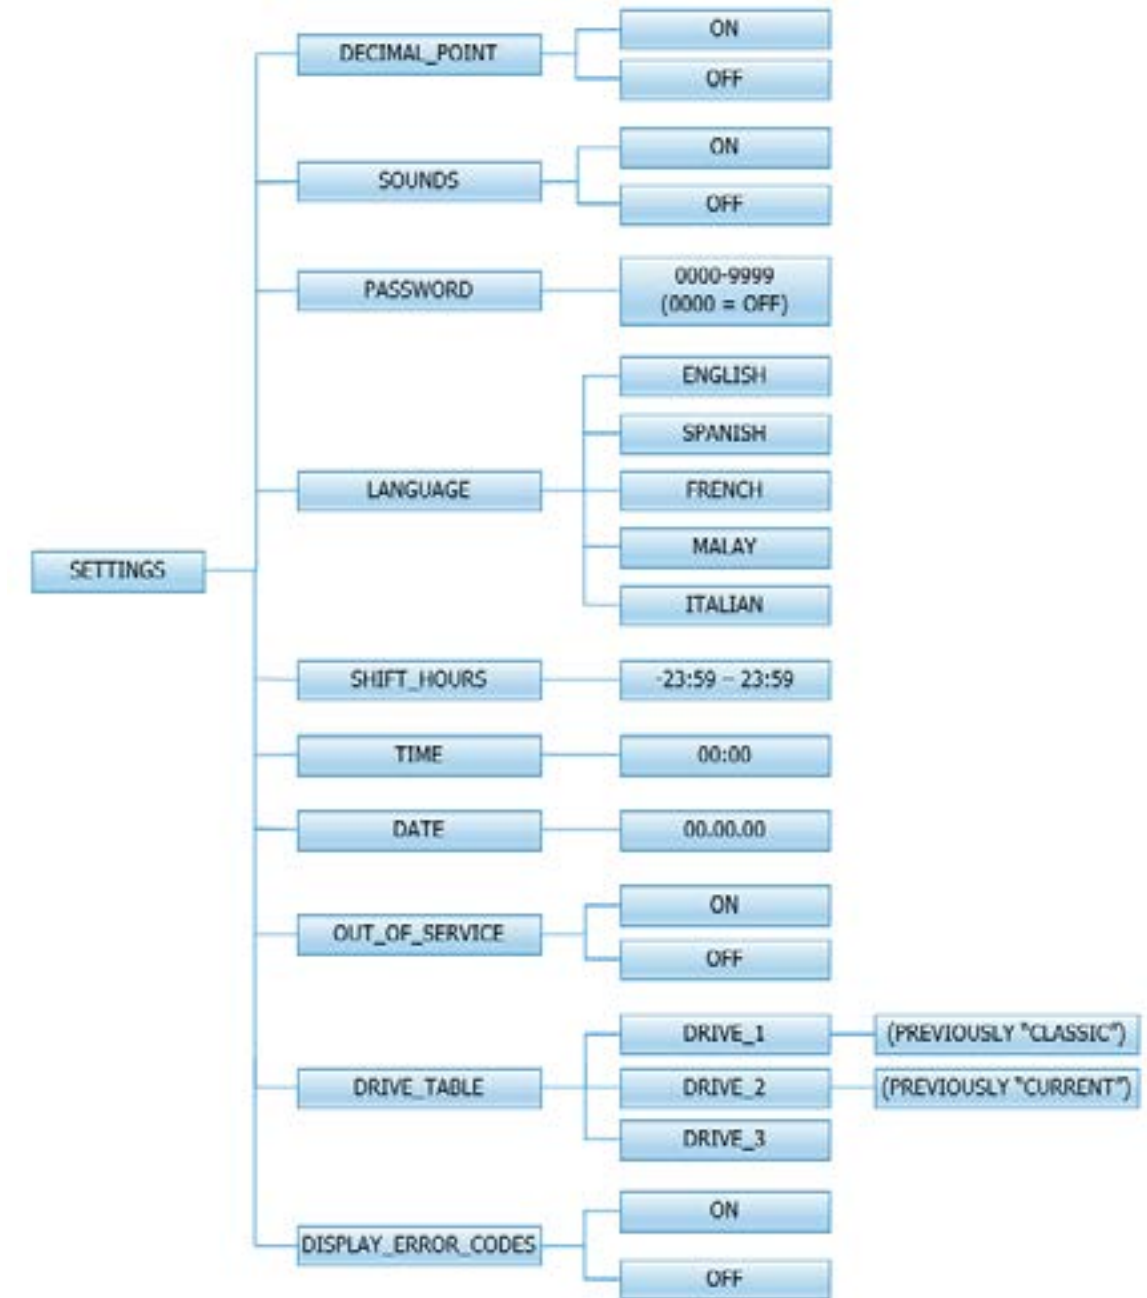 SETTINGS
DECIMAL_POINT
ON
OFF
SOUNDS
ON
OFF
PASSWORD
0000-9999
(0000 = OFF)
LANGUAGE
ENGLISH
SPANISH
FRENCH
MALAY
ITALIAN
SHIFT_HOURS
-23:59 – 23:59
TIME
00:00
DATE
00.00.00
OUT_OF_SERVICE
ON
OFF
DRIVE_TABLE
DRIVE_1
(PREVIOUSLY "CLASSIC")
DRIVE_2
(PREVIOUSLY "CURRENT")
DRIVE_3
DISPLAY_ERROR_CODES
ON
OFF